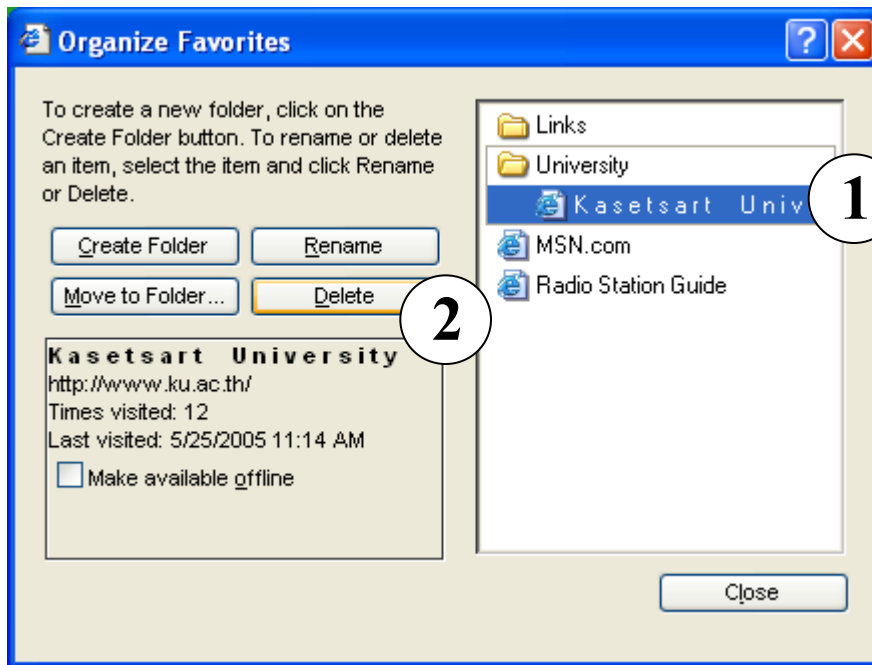 Organize Favorites
?
To create a new folder, click on the
Create Folder button. To rename or delete
an item, select the item and click Rename
or Delete.
Create Folder
Rename
Move to Folder...
Delete
2
Kasetsart University
http://www.ku.ac.th/
Times visited: 12
Last visited: 5/25/2005 11:14 AM
Make available offline
Links
University
Kasetsart Univ
1
MSN.com
Radio Station Guide
Close